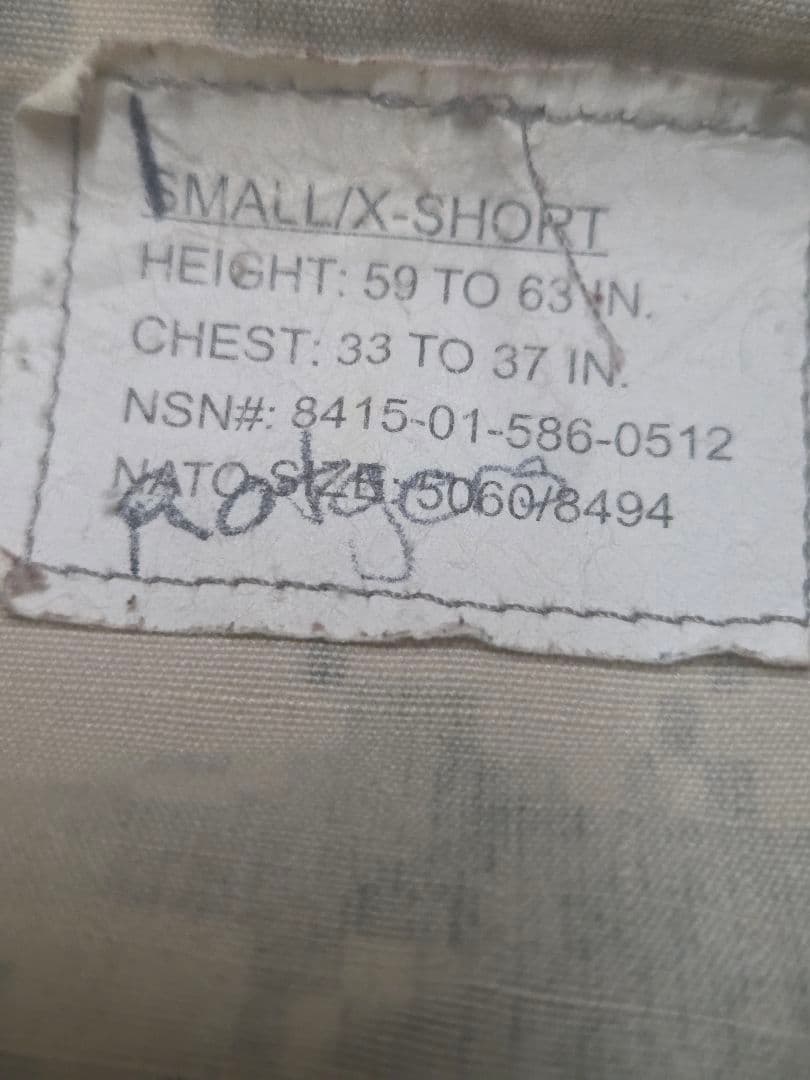 SMALL/X-SHORT
HEIGHT: 59 TO 63 IN.
CHEST: 33 TO 37 IN.
NSN#: 8415-01-586-0512
NATO SIZE: 5060/8494